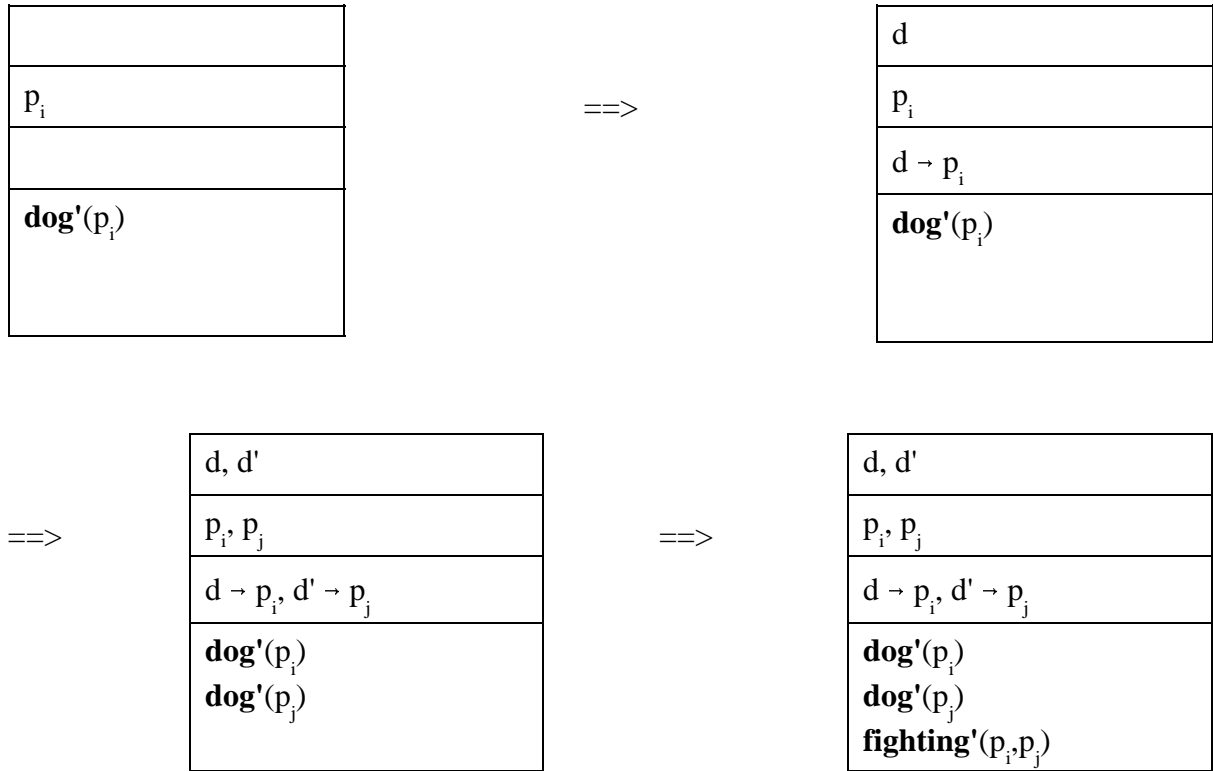 d
p_i
==>
p_i
d → p_i
dog'(p_i)
dog'(p_i)
d, d'
d, d'
==>
p_i, p_j
==>
p_i, p_j
d → p_i, d' → p_j
d → p_i, d' → p_j
dog'(p_i)
dog'(p_j)
dog'(p_i)
dog'(p_j)
fighting'(p_i,p_j)